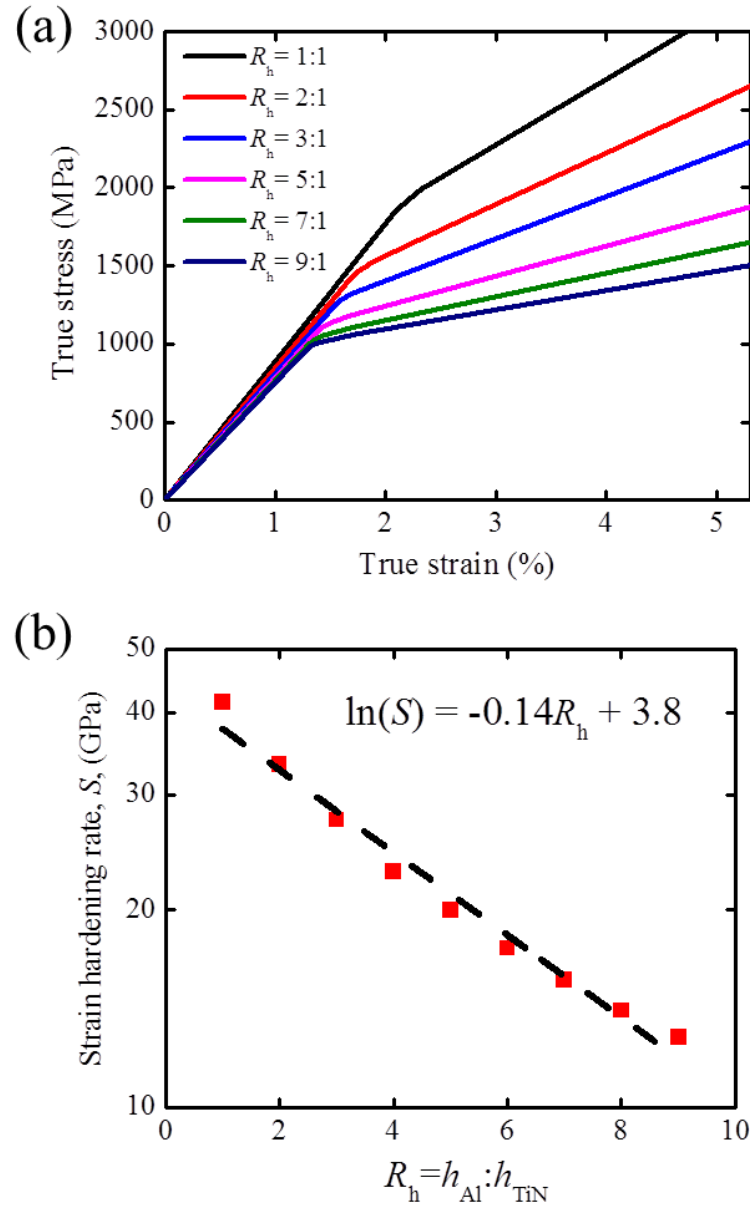 (a)
3000
2500
2000
1500
1000
500
0
True stress (MPa)
R_h = 1:1
R_h = 2:1
R_h = 3:1
R_h = 5:1
R_h = 7:1
R_h = 9:1
0 1 2 3 4 5
True strain (%)
(b)
50
40
30
20
10
Strain hardening rate, S, (GPa)
ln(S) = -0.14R_h + 3.8
0 2 4 6 8 10
R_h=h_Al:h_TiN